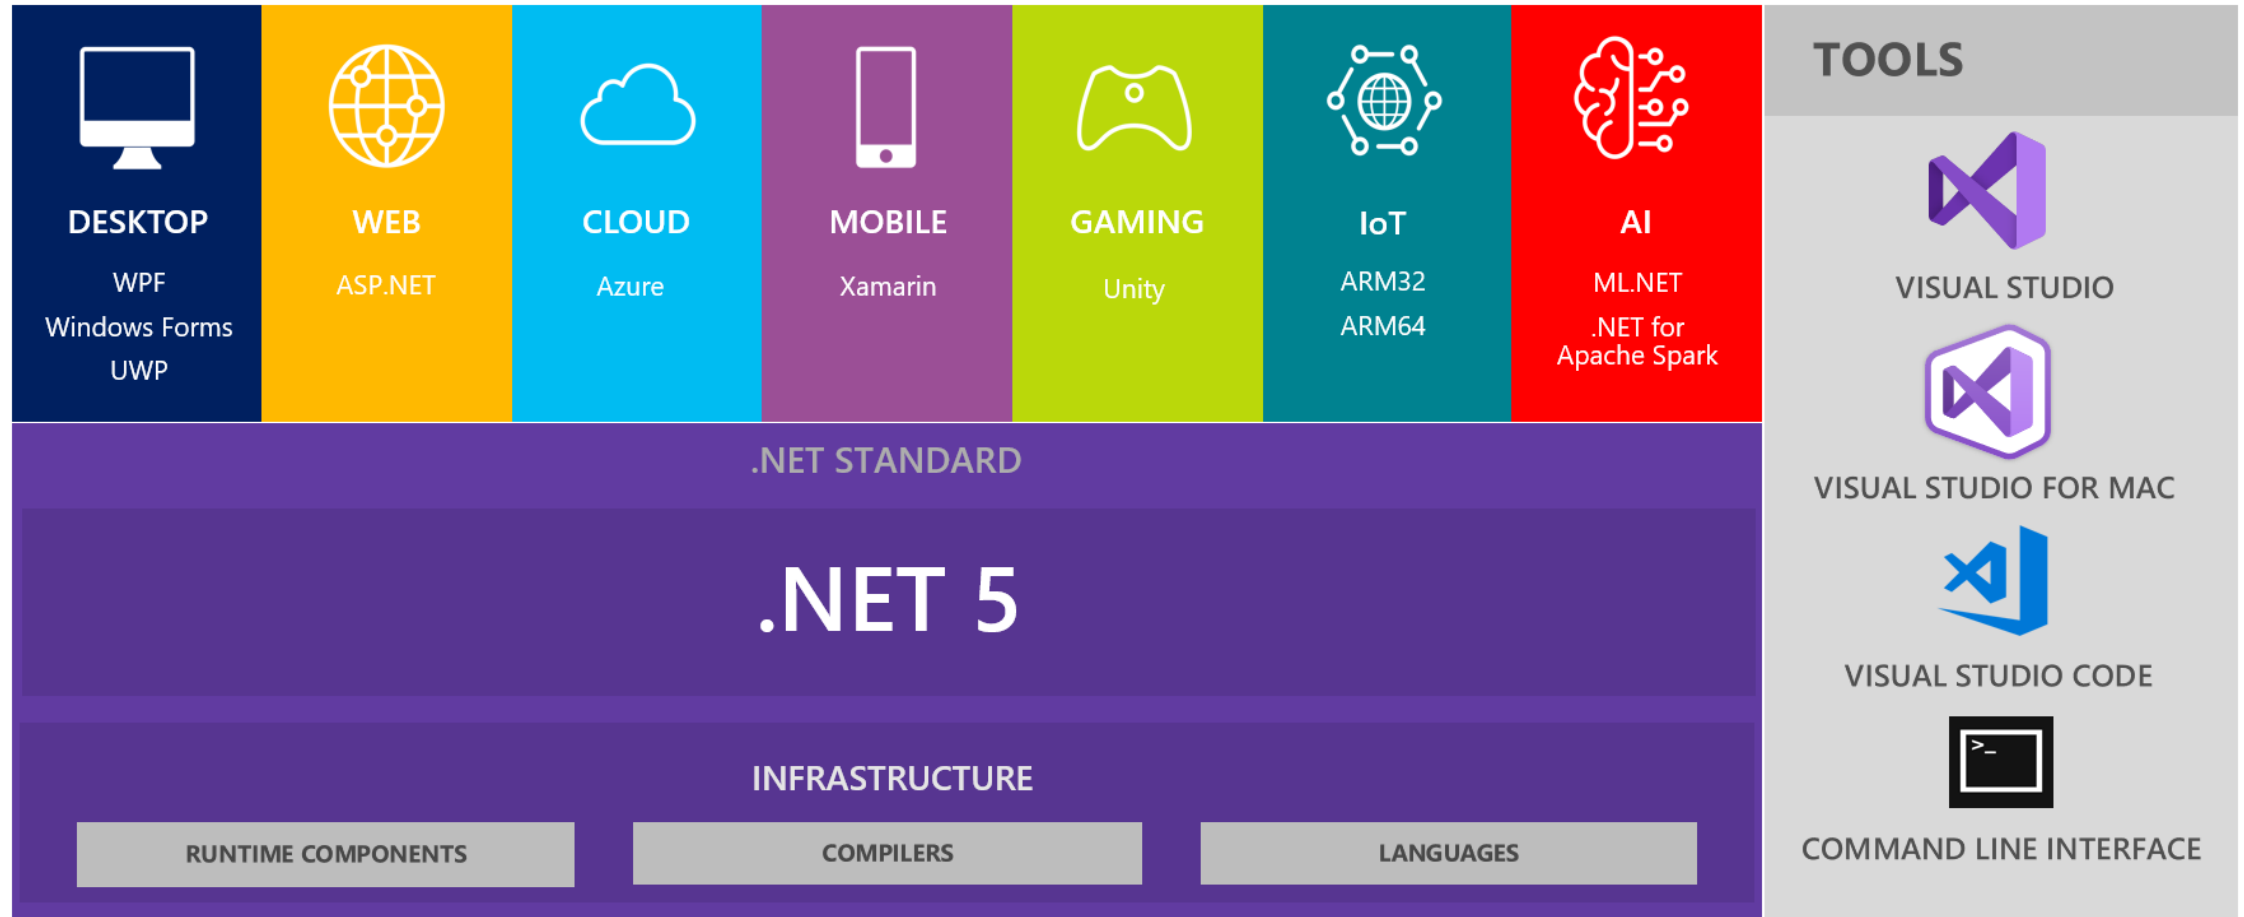 DESKTOP
WPF
Windows Forms
UWP
WEB
ASP.NET
CLOUD
Azure
MOBILE
Xamarin
GAMING
Unity
IoT
ARM32
ARM64
AI
ML.NET
.NET for
Apache Spark
.NET STANDARD
.NET 5
INFRASTRUCTURE
RUNTIME COMPONENTS
COMPILERS
LANGUAGES
TOOLS
VISUAL STUDIO
VISUAL STUDIO FOR MAC
VISUAL STUDIO CODE
>_
COMMAND LINE INTERFACE